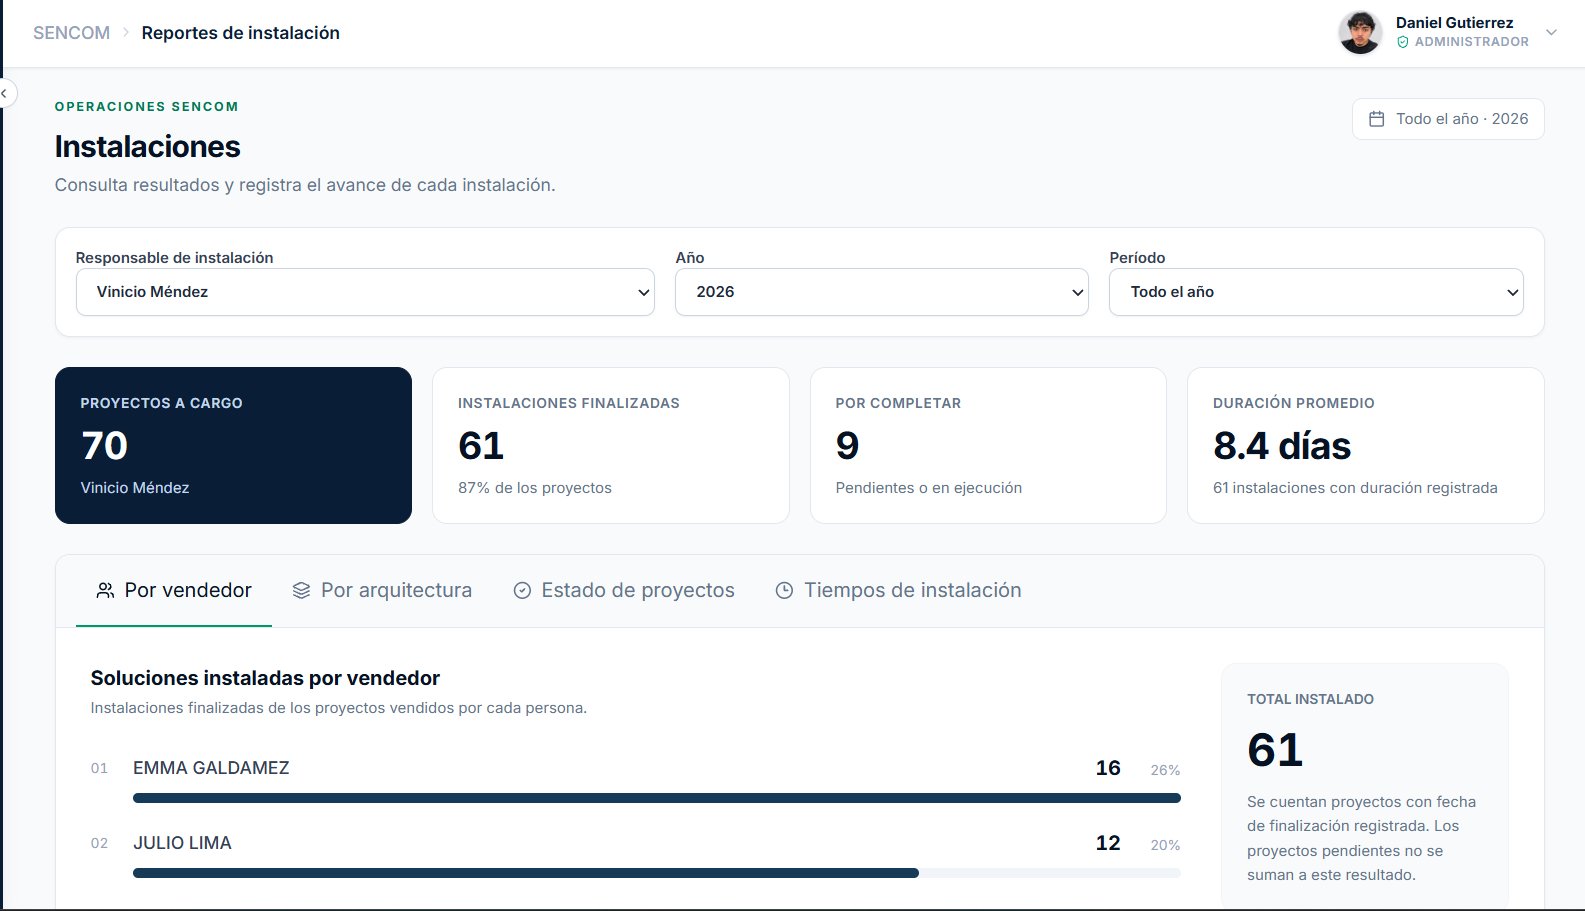 SENCOM > Reportes de instalación
Daniel Gutierrez
ADMINISTRADOR
OPERACIONES SENCOM
Instalaciones
Consulta resultados y registra el avance de cada instalación.
Todo el año · 2026
Responsable de instalación
Vinicio Méndez
Año
2026
Período
Todo el año
PROYECTOS A CARGO
70
Vinicio Méndez
INSTALACIONES FINALIZADAS
61
87% de los proyectos
POR COMPLETAR
9
Pendientes o en ejecución
DURACIÓN PROMEDIO
8.4 días
61 instalaciones con duración registrada
Por vendedor
Por arquitectura
Estado de proyectos
Tiempos de instalación
Soluciones instaladas por vendedor
Instalaciones finalizadas de los proyectos vendidos por cada persona.
01 EMMA GALDAMEZ 16 26%
02 JULIO LIMA 12 20%
TOTAL INSTALADO
61
Se cuentan proyectos con fecha
de finalización registrada. Los
proyectos pendientes no se
suman a este resultado.